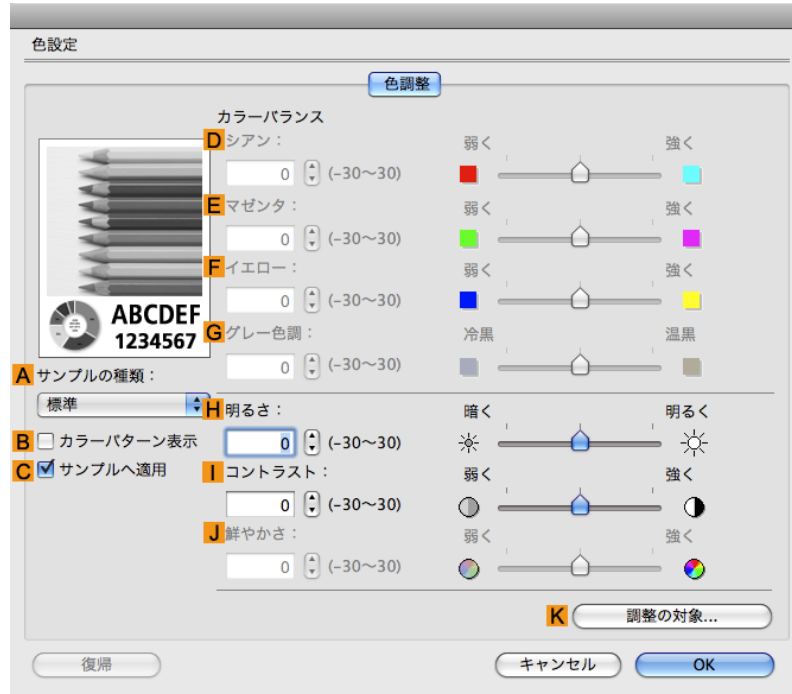 色設定
色調整
カラーバランス
D シアン：
弱く 強く
0 (-30〜30)
E マゼンタ：
弱く 強く
0 (-30〜30)
F イエロー：
弱く 強く
0 (-30〜30)
G グレー色調：
冷黒 温黒
0 (-30〜30)
ABCDEF
1234567
A サンプルの種類：
標準
B カラーパターン表示
C サンプルへ適用
H 明るさ：
暗く 明るく
0 (-30〜30)
I コントラスト：
弱く 強く
0 (-30〜30)
J 鮮やかさ：
弱く 強く
0 (-30〜30)
K 調整の対象...
復帰 キャンセル OK